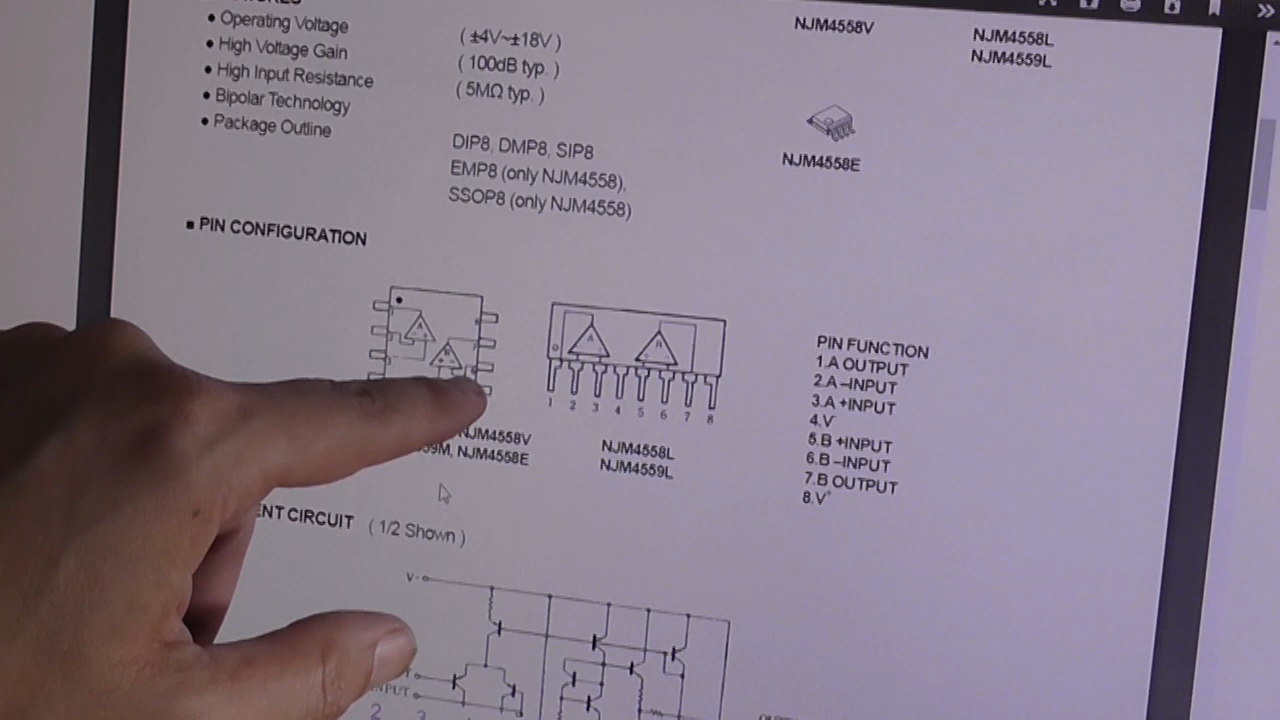 • Operating Voltage ( ±4V~±18V )
• High Voltage Gain ( 100dB typ. )
• High Input Resistance ( 5MΩ typ. )
• Bipolar Technology
• Package Outline DIP8, DMP8, SIP8
EMP8 (only NJM4558),
SSOP8 (only NJM4558)
NJM4558V
NJM4558L
NJM4559L
NJM4558E
■ PIN CONFIGURATION
A
B
1 2 3 4 5 6 7 8
NJM4558V
NJM4558E
NJM4558L
NJM4559L
PIN FUNCTION
1.A OUTPUT
2.A–INPUT
3.A +INPUT
4.V⁻
5.B +INPUT
6.B –INPUT
7.B OUTPUT
8.V⁺
CIRCUIT ( 1/2 Shown )